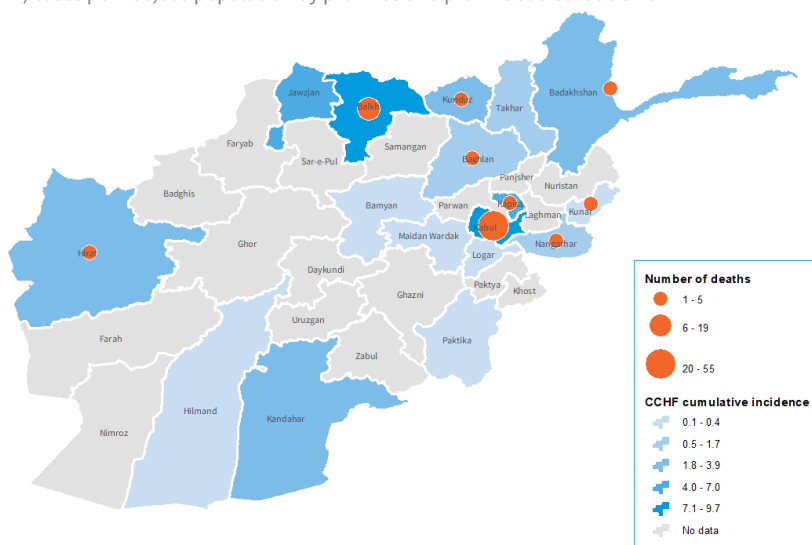 Badakhshan
Jawzjan
Balkh
Kunduz
Takhar
Faryab
Samangan
Sar-e-Pul
Baghlan
Panjsher
Nuristan
Badghis
Bamyan
Parwan
Kapisa
Laghman
Kunar
Kabul
Maidan Wardak
Ghor
Nangarhar
Hirat
Logar
Daykundi
Paktya
Khost
Ghazni
Uruzgan
Farah
Zabul
Paktika
Hilmand
Kandahar
Nimroz
Number of deaths
1 - 5
6 - 19
20 - 55
CCHF cumulative incidence
0.1 - 0.4
0.5 - 1.7
1.8 - 3.9
4.0 - 7.0
7.1 - 9.7
No data